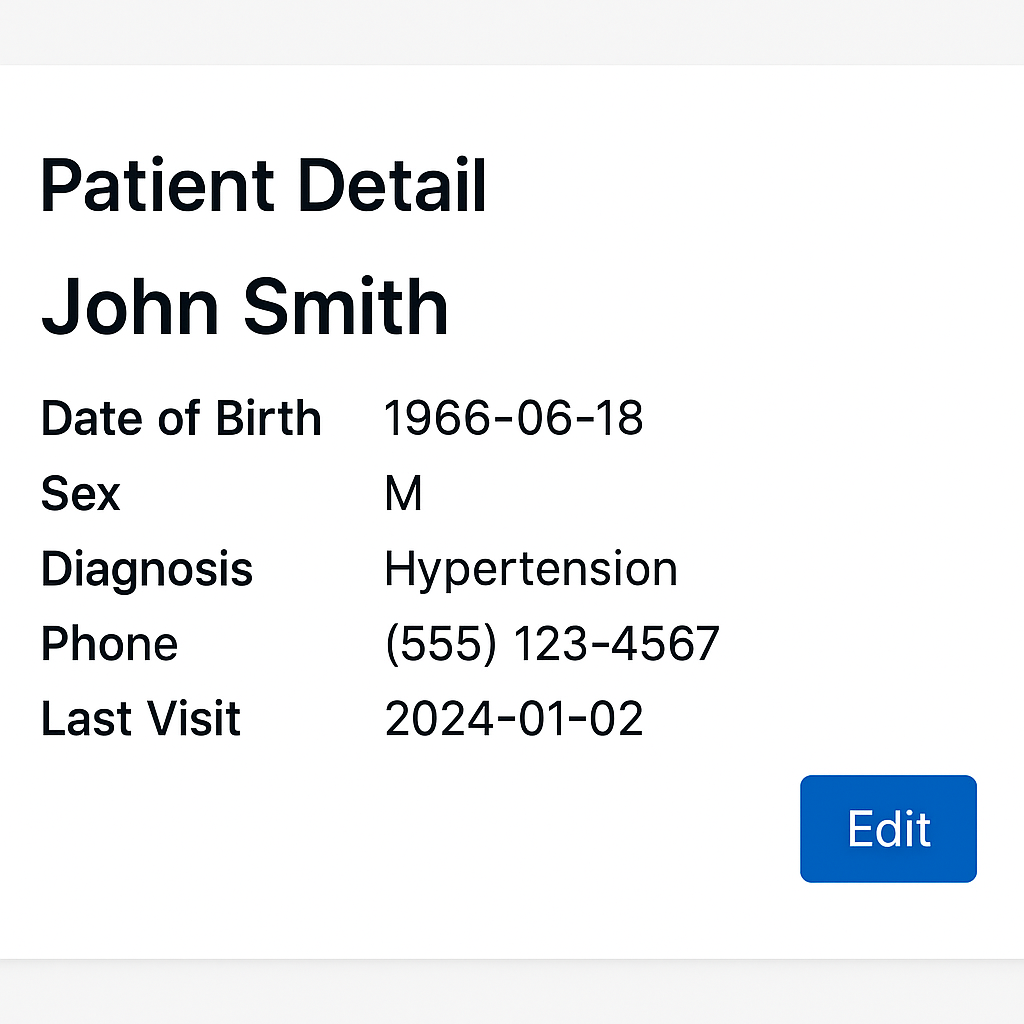 Patient Detail
John Smith
Date of Birth 1966-06-18
Sex M
Diagnosis Hypertension
Phone (555) 123-4567
Last Visit 2024-01-02
Edit